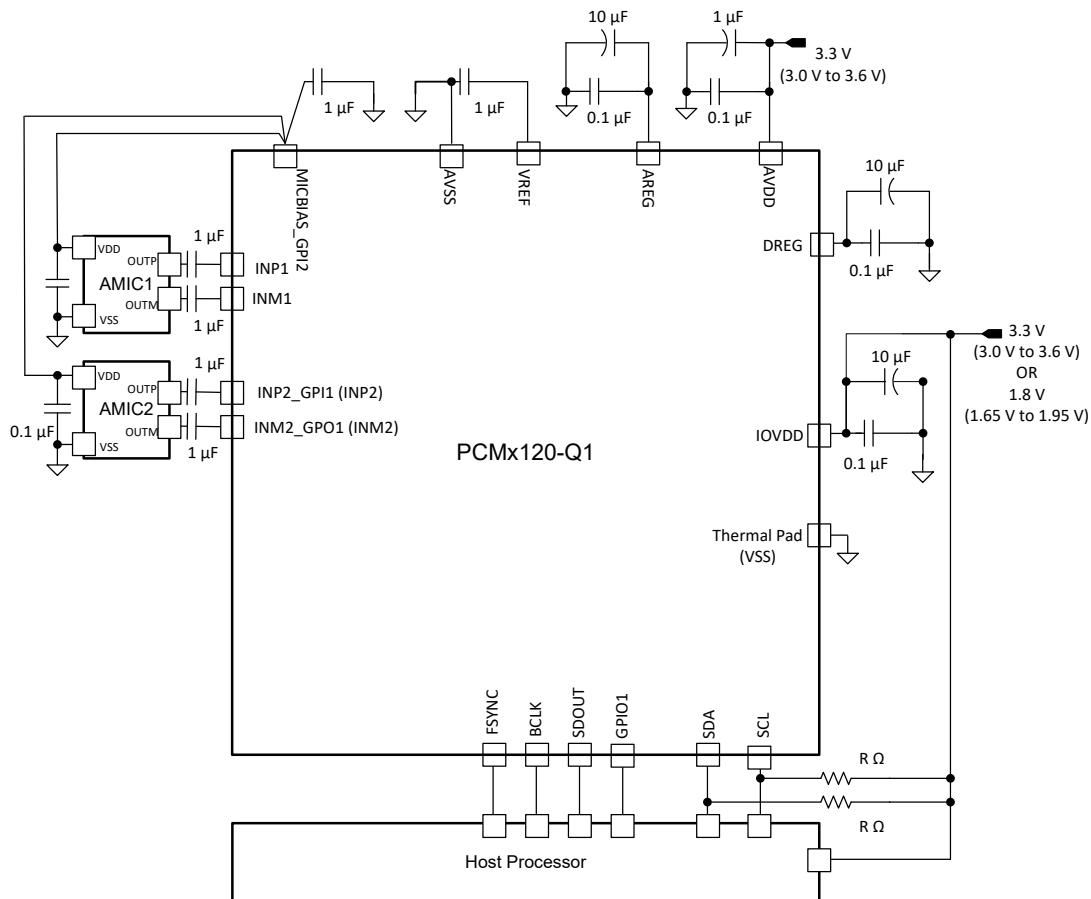 10 µF
1 µF
3.3 V
(3.0 V to 3.6 V)
1 µF
1 µF
0.1 µF
0.1 µF
MICBIAS_GPI2
AVSS
VREF
AREG
AVDD
10 µF
DREG
0.1 µF
1 µF
VDD
OUTP
INP1
AMIC1
OUTM
INM1
VSS
1 µF
3.3 V
(3.0 V to 3.6 V)
OR
1.8 V
(1.65 V to 1.95 V)
10 µF
1 µF
VDD
OUTP
INP2_GPI1 (INP2)
AMIC2
OUTM
INM2_GPO1 (INM2)
0.1 µF
VSS
1 µF
IOVDD
0.1 µF
PCMx120-Q1
Thermal Pad
(VSS)
FSYNC
BCLK
SDOUT
GPIO1
SDA
SCL
R Ω
R Ω
Host Processor